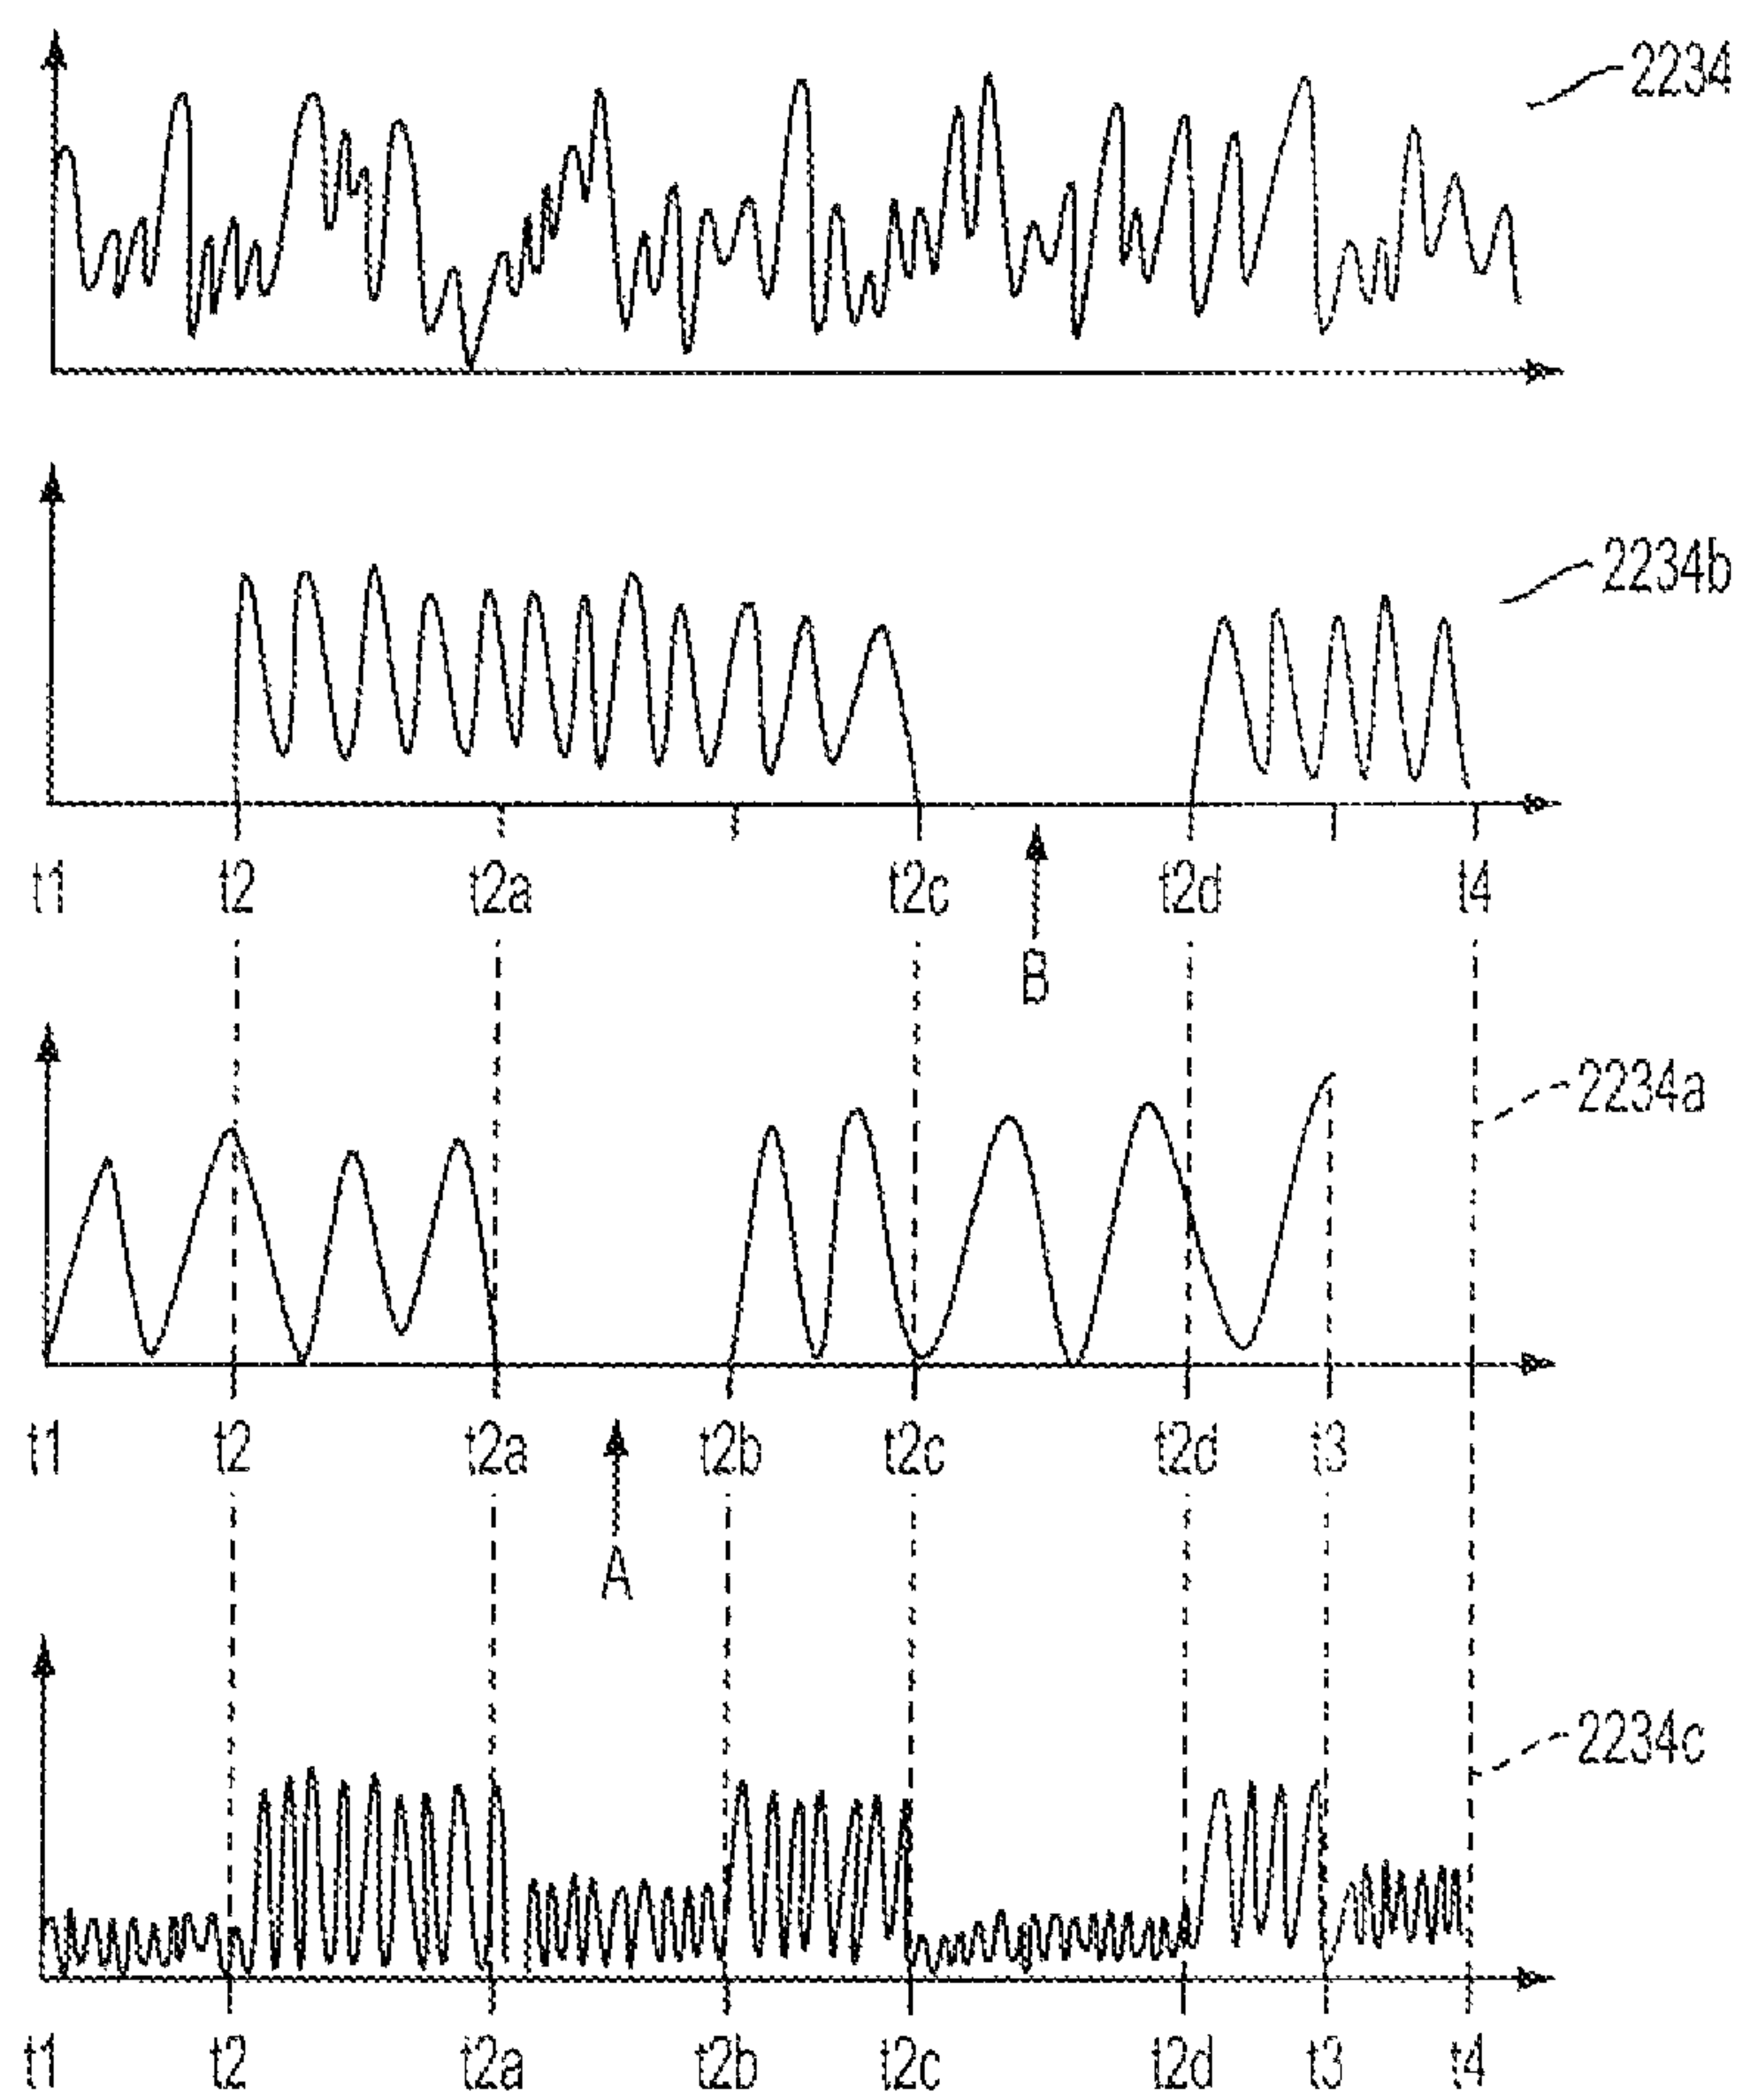 2234
2234b
t1 t2 t2a t2c t2d t4
B
2234a
t1 t2 t2a t2b t2c t2d t3
A
2234c
t1 t2 t2a t2b t2c t2d t3 t4